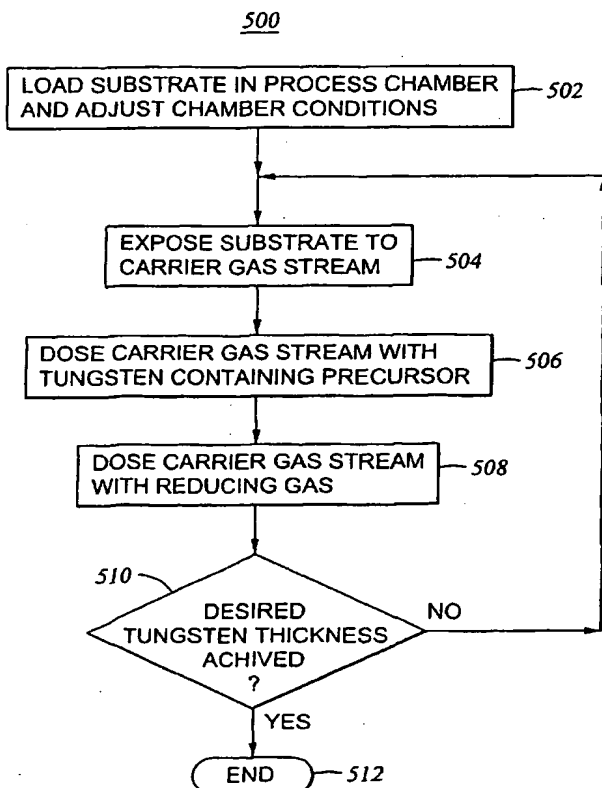 500
LOAD SUBSTRATE IN PROCESS CHAMBER
AND ADJUST CHAMBER CONDITIONS
502
EXPOSE SUBSTRATE TO
CARRIER GAS STREAM
504
DOSE CARRIER GAS STREAM WITH
TUNGSTEN CONTAINING PRECURSOR
506
DOSE CARRIER GAS STREAM
WITH REDUCING GAS
508
510
DESIRED
TUNGSTEN THICKNESS
ACHIVED
?
NO
YES
END
512